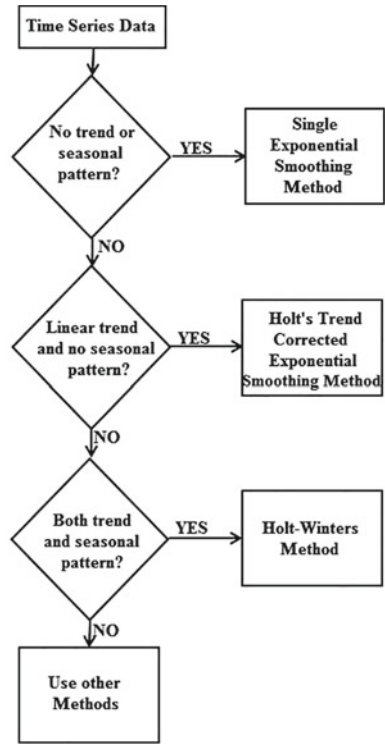 Time Series Data
No trend or
seasonal
pattern?
YES
Single
Exponential
Smoothing
Method
NO
Linear trend
and no seasonal
pattern?
YES
Holt's Trend
Corrected
Exponential
Smoothing Method
NO
Both trend
and seasonal
pattern?
YES
Holt-Winters
Method
NO
Use other
Methods